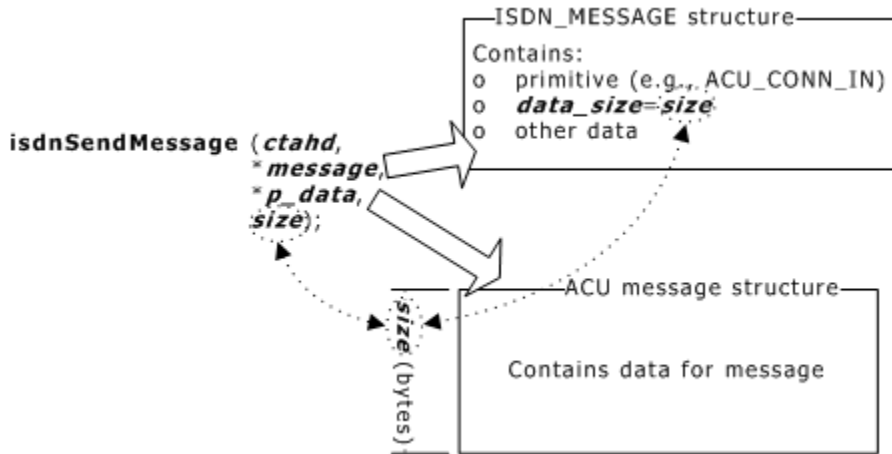 ISDN_MESSAGE structure
Contains:
o primitive (e.g., ACU_CONN_IN)
o data_size=size
o other data
isdnSendMessage (ctahd,
*message,
*p_data,
size);
ACU message structure
size (bytes)
Contains data for message